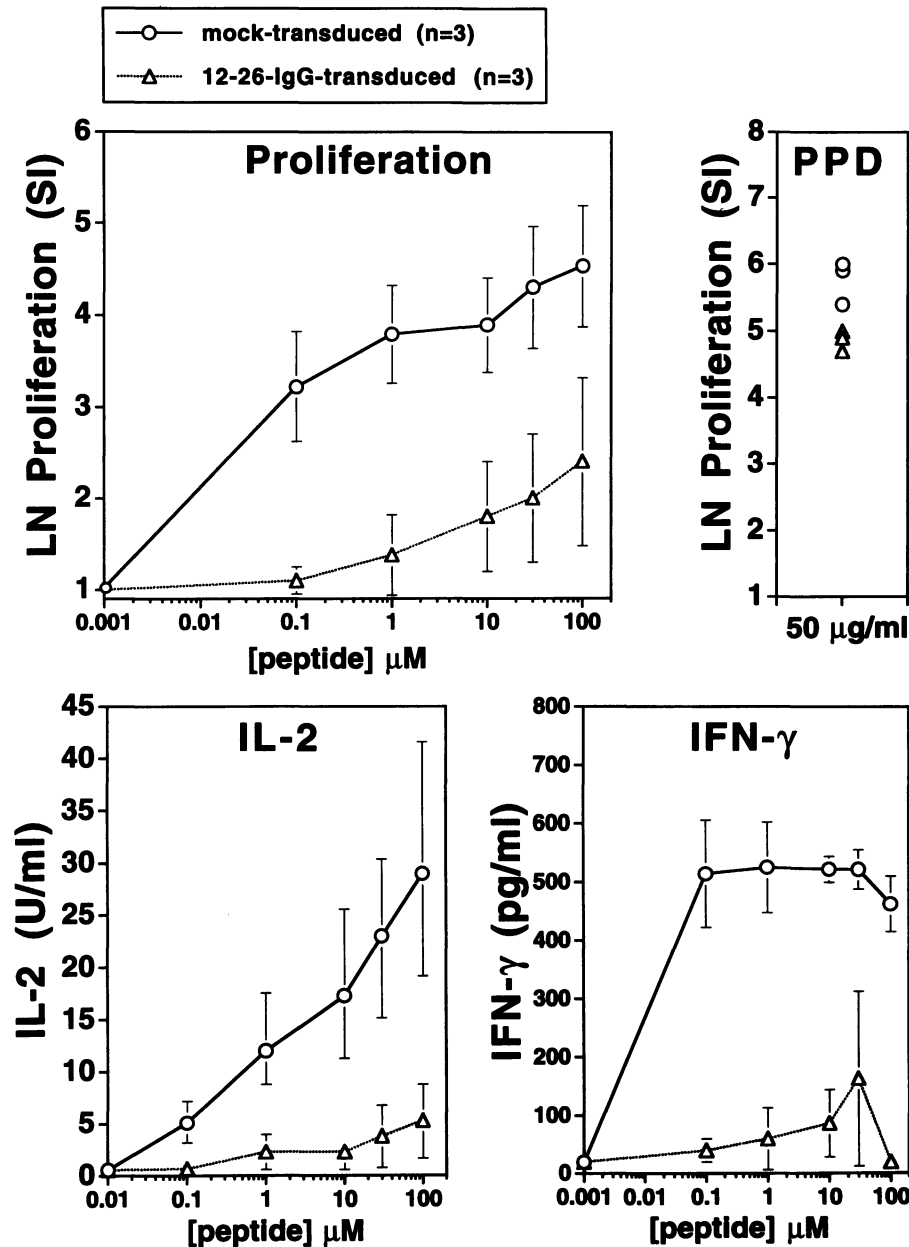 mock-transduced (n=3)
12-26-IgG-transduced (n=3)
Proliferation
LN Proliferation (SI)
6
5
4
3
2
1
0.001 0.01 0.1 1 10 100
[peptide] μM
PPD
LN Proliferation (SI)
8
7
6
5
4
3
2
1
50 μg/ml
IL-2
IL-2 (U/ml)
45
40
35
30
25
20
15
10
5
0
0.01 0.1 1 10 100
[peptide] μM
IFN-γ
IFN-γ (pg/ml)
800
700
600
500
400
300
200
100
0
0.001 0.01 0.1 1 10 100
[peptide] μM